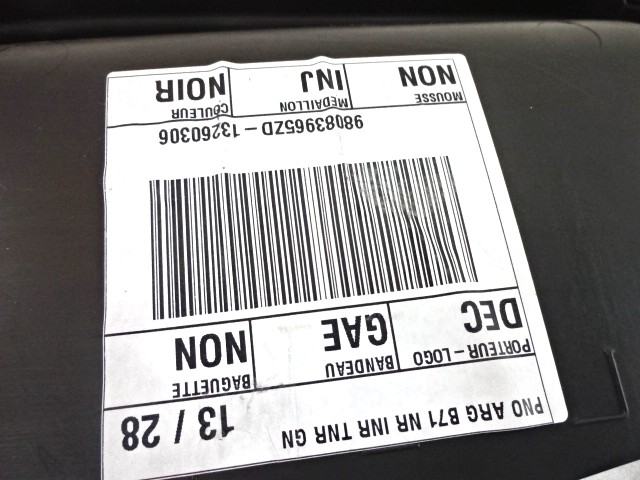 PNO ARG B71 NR INR TNR GN 13 / 28
PORTEUR-LOGO BANDEAU BAGUETTE
DEC GAE NON
98083965ZD-13260306
MOUSSE MEDAILLON COULEUR
NON INJ NOIR